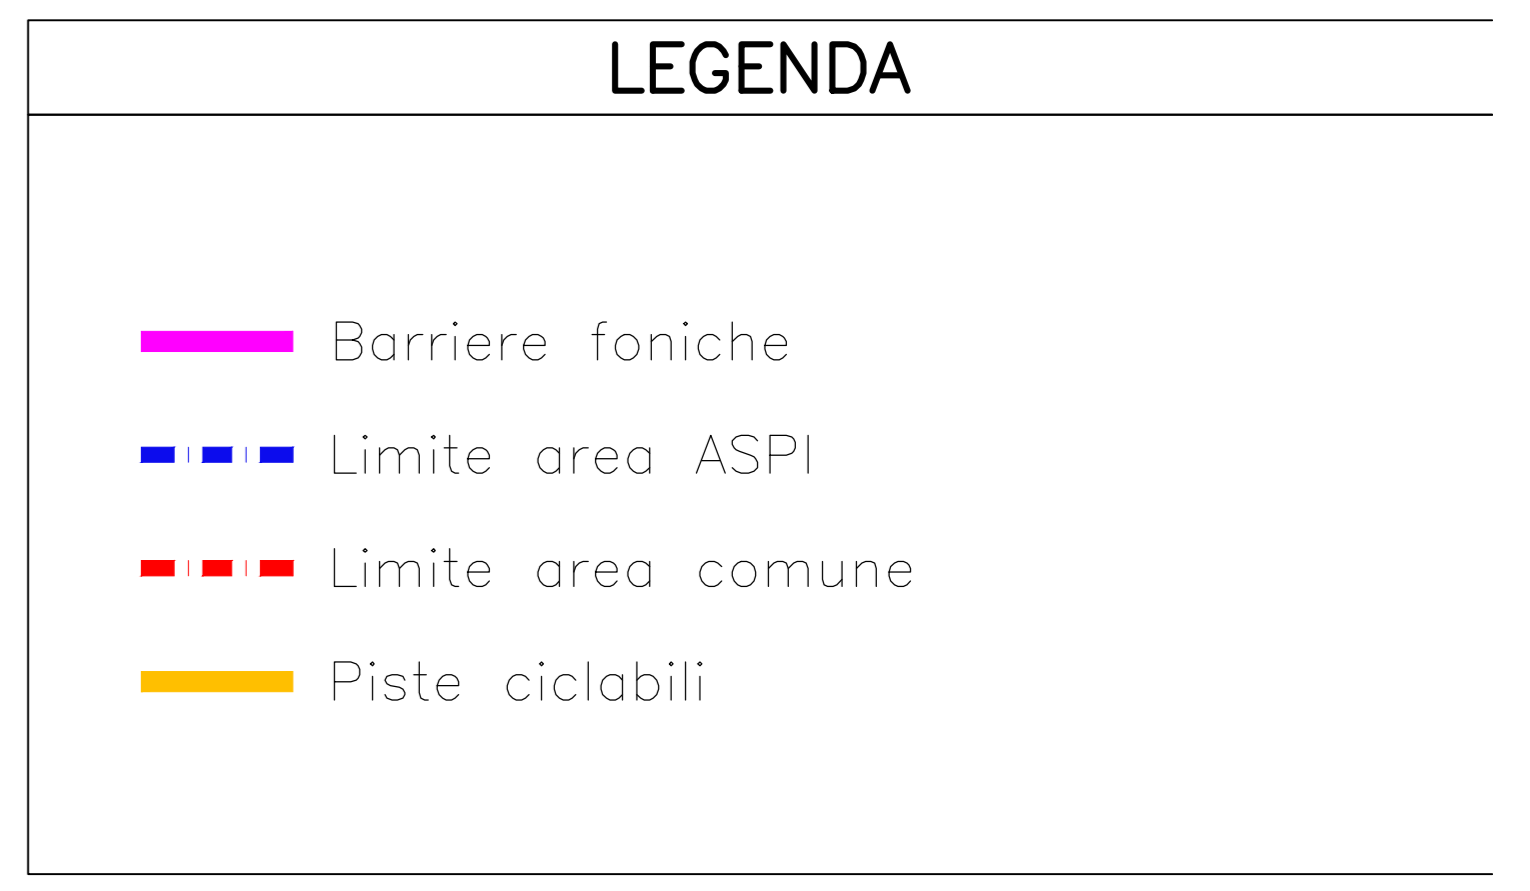 LEGENDA
Barriere foniche
Limite area ASPI
Limite area comune
Piste ciclabili